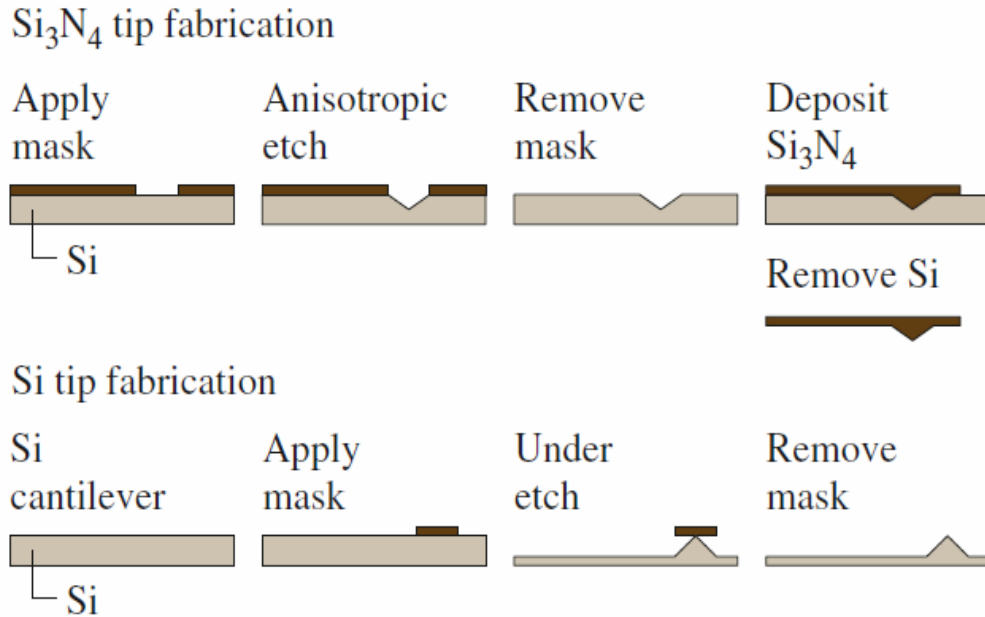 Si₃N₄ tip fabrication
Apply
mask
Anisotropic
etch
Remove
mask
Deposit
Si₃N₄
Si
Remove Si
Si tip fabrication
Si
cantilever
Apply
mask
Under
etch
Remove
mask
Si